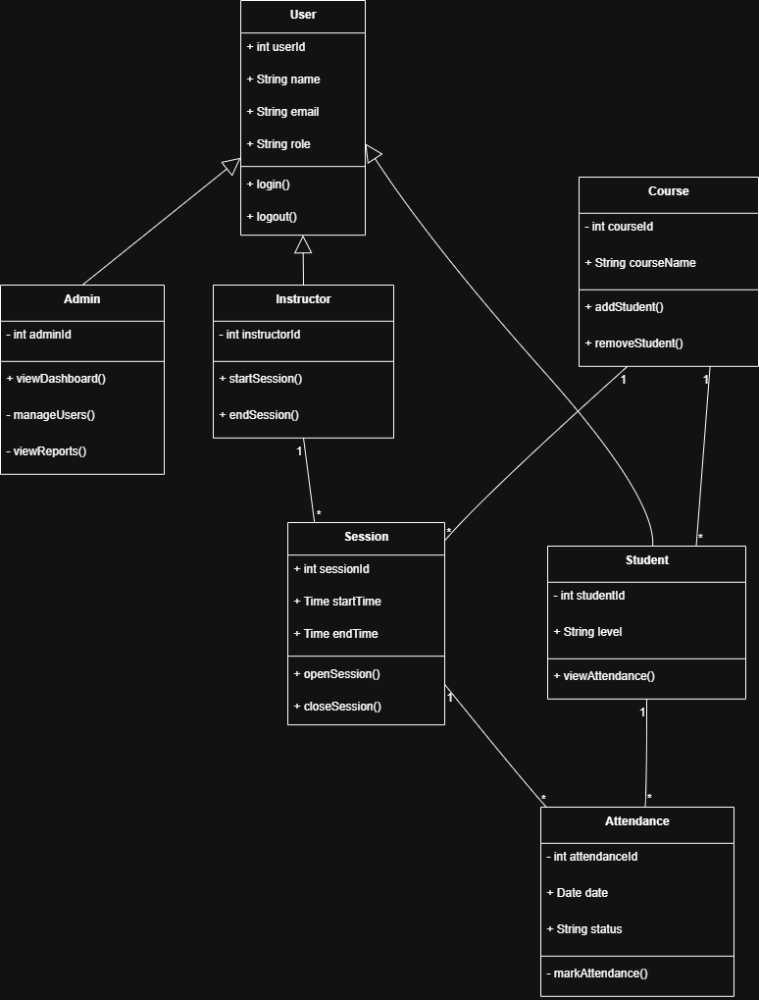 User
+ int userId
+ String name
+ String email
+ String role
+ login()
+ logout()
Course
- int courseId
+ String courseName
+ addStudent()
+ removeStudent()
Admin
- int adminId
+ viewDashboard()
- manageUsers()
- viewReports()
Instructor
- int instructorId
+ startSession()
+ endSession()
1
1
1
*
*
*
Session
+ int sessionId
+ Time startTime
+ Time endTime
+ openSession()
+ closeSession()
Student
- int studentId
+ String level
+ viewAttendance()
1
1
*
*
Attendance
- int attendanceId
+ Date date
+ String status
- markAttendance()